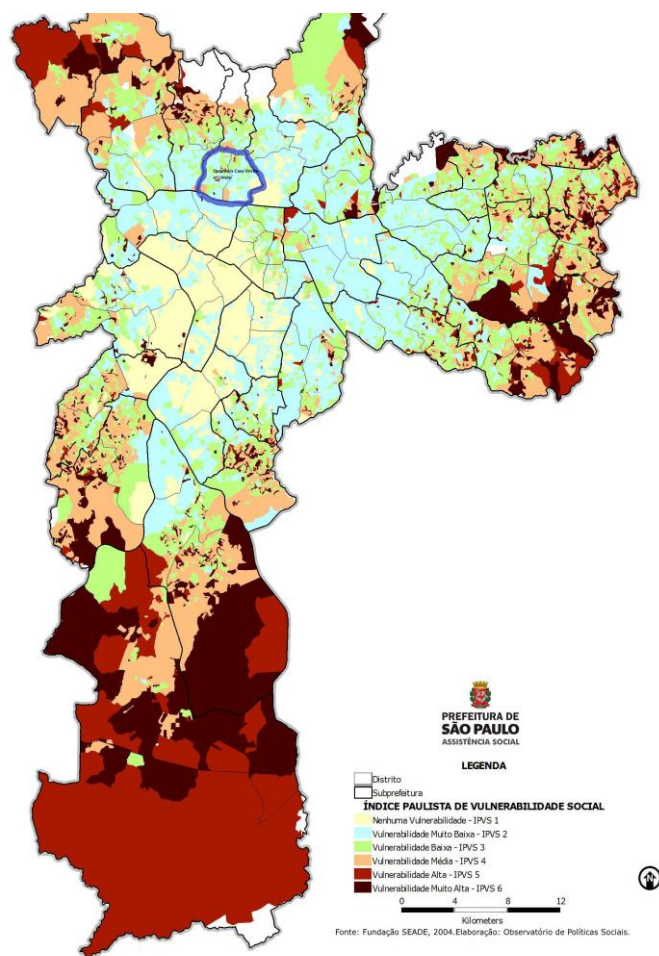 PREFEITURA DE
SÃO PAULO
ASSISTÊNCIA SOCIAL
LEGENDA
Distrito
Subprefeitura
ÍNDICE PAULISTA DE VULNERABILIDADE SOCIAL
Nenhuma Vulnerabilidade - IPVS 1
Vulnerabilidade Muito Baixa - IPVS 2
Vulnerabilidade Baixa - IPVS 3
Vulnerabilidade Média - IPVS 4
Vulnerabilidade Alta - IPVS 5
Vulnerabilidade Muito Alta - IPVS 6
0 4 8 12
Kilometers
N
Fonte: Fundação SEADE, 2004.Elaboração: Observatório de Políticas Sociais.